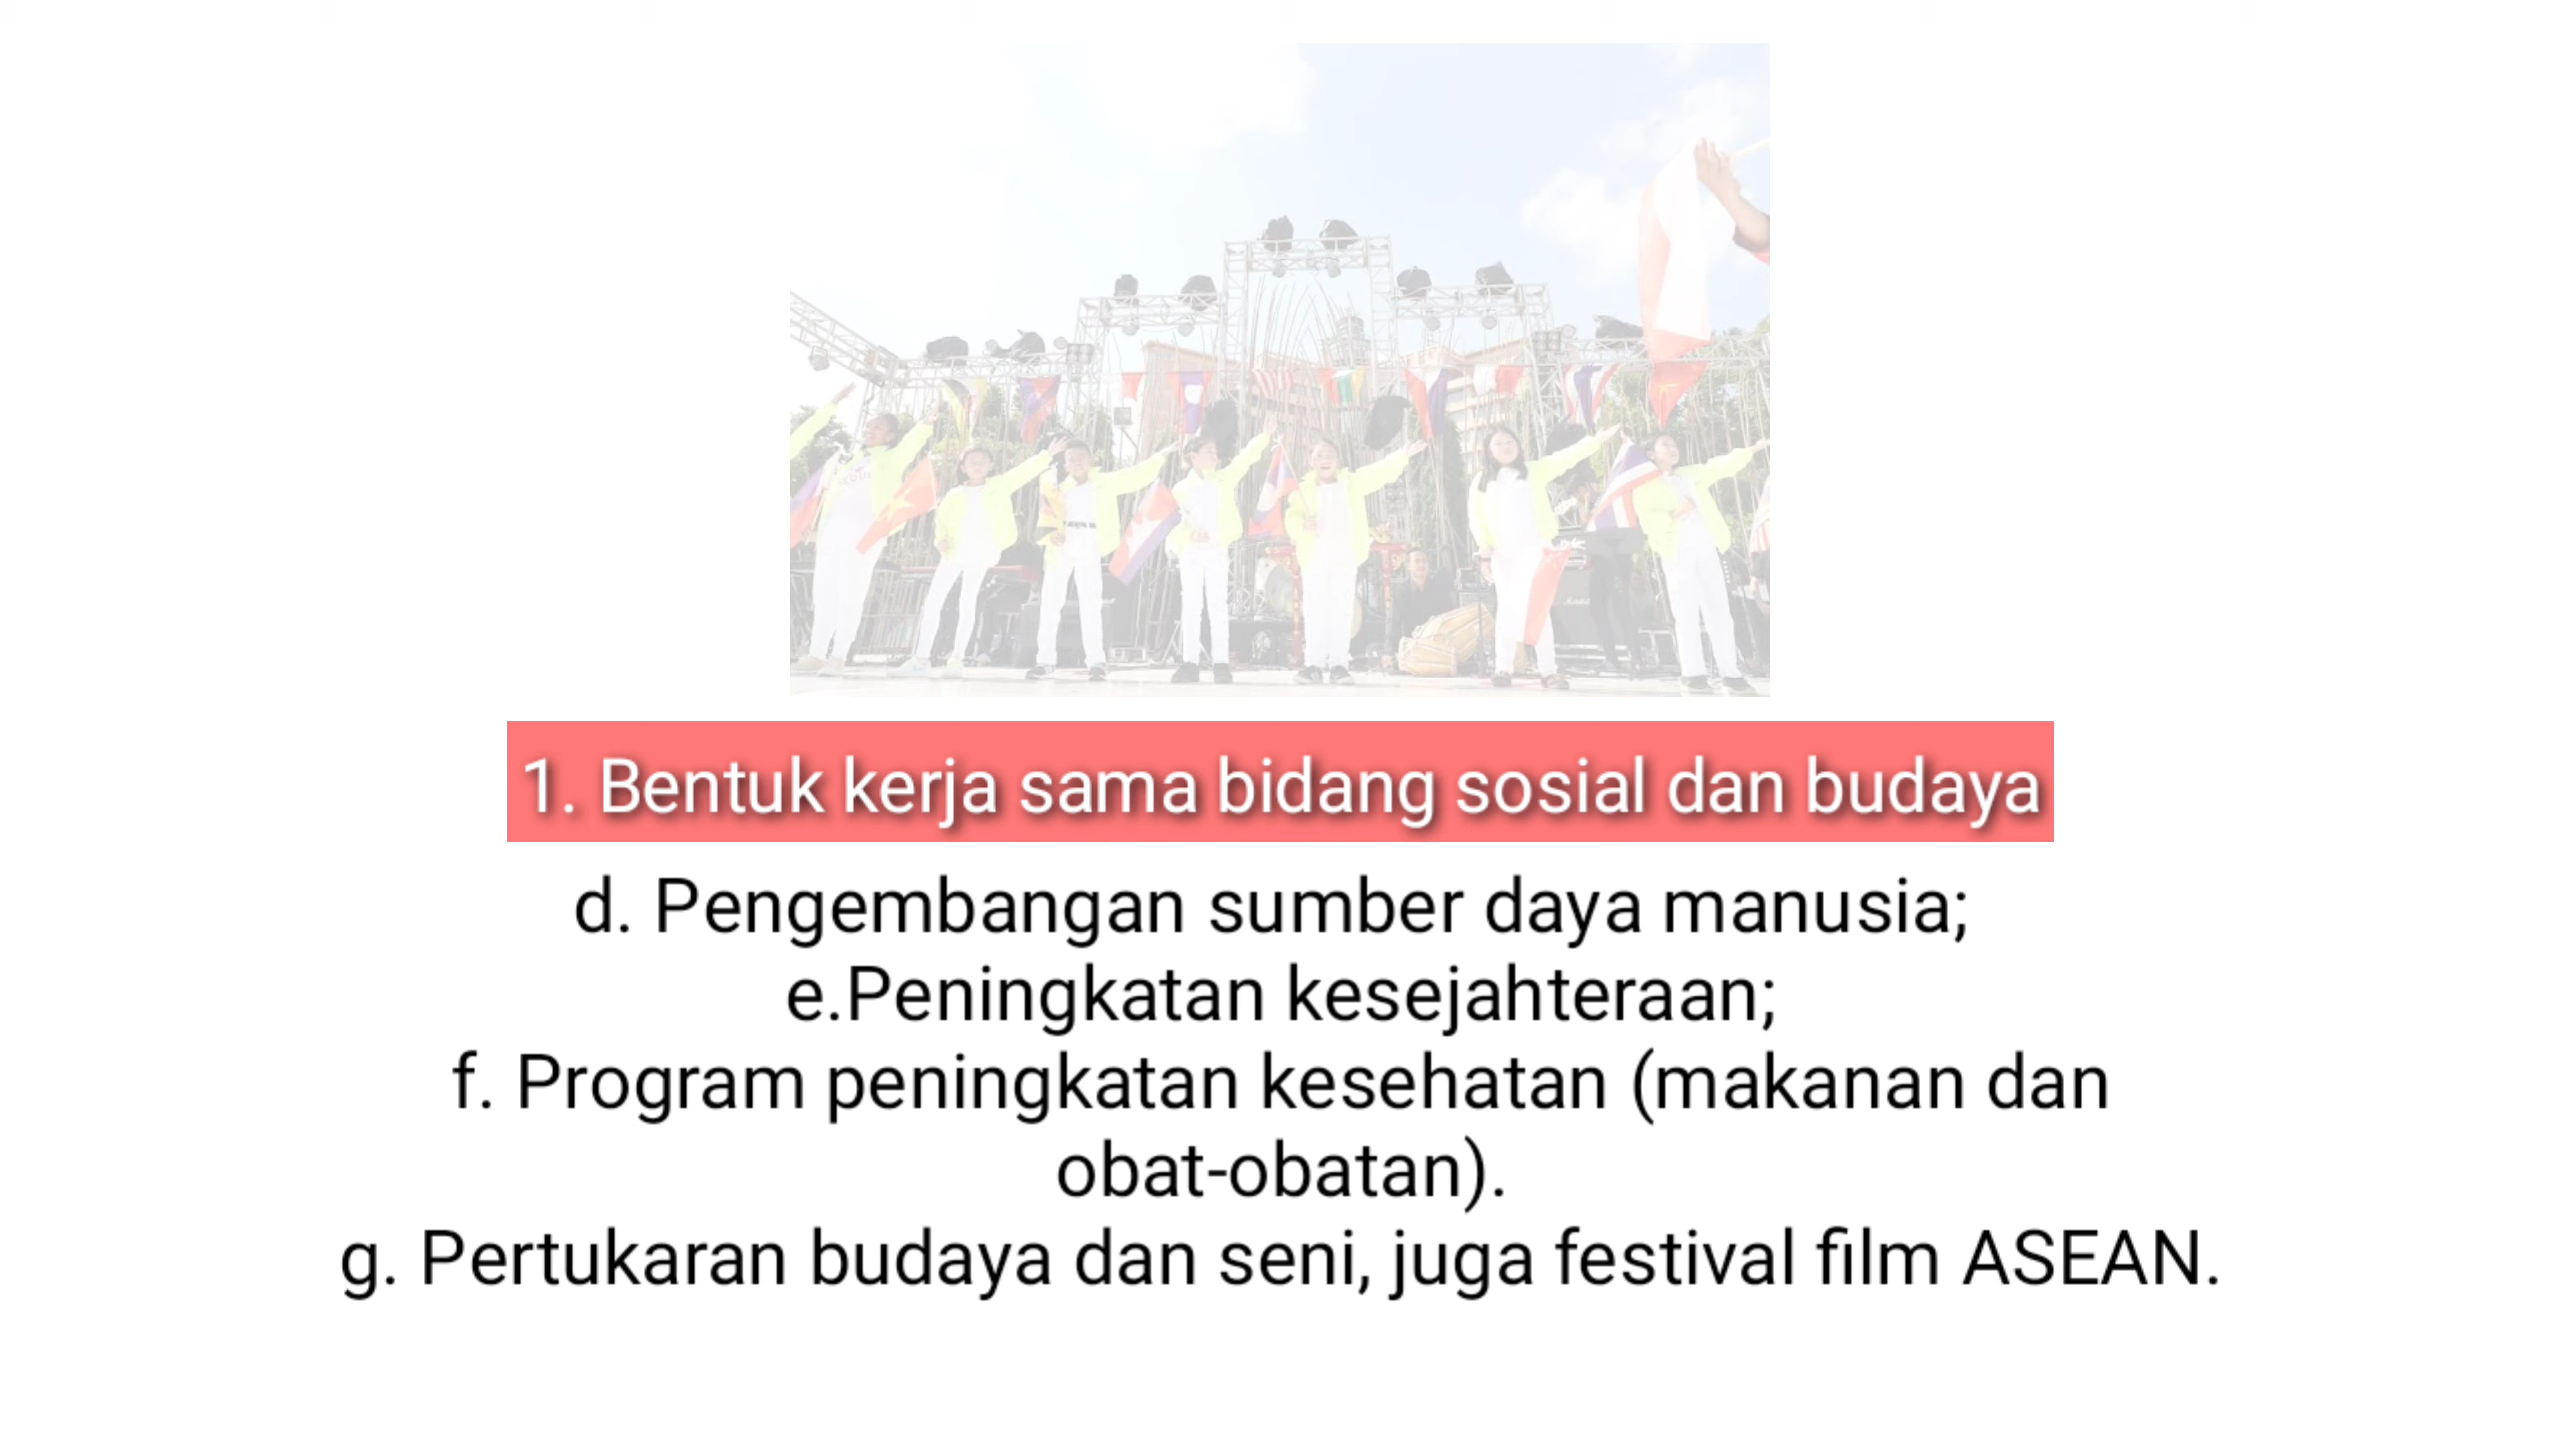 1. Bentuk kerja sama bidang sosial dan budaya
d. Pengembangan sumber daya manusia;
e.Peningkatan kesejahteraan;
f. Program peningkatan kesehatan (makanan dan
obat-obatan).
g. Pertukaran budaya dan seni, juga festival film ASEAN.